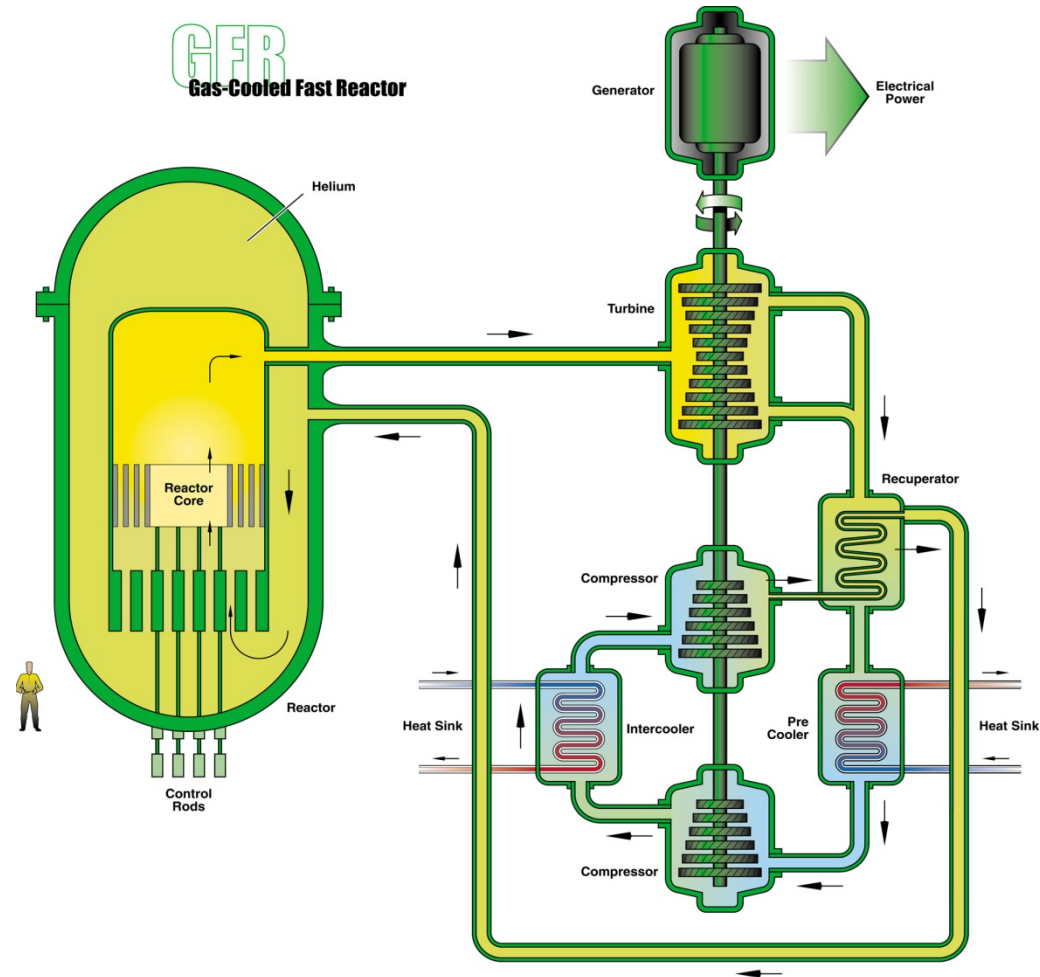 GFR
Gas-Cooled Fast Reactor
Generator
Electrical
Power
Helium
Turbine
Reactor
Core
Recuperator
Compressor
Heat Sink
Intercooler
Pre
Cooler
Heat Sink
Reactor
Control
Rods
Compressor